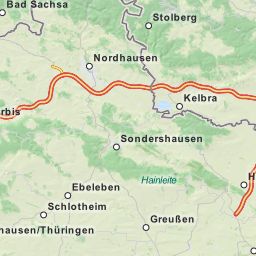 Bad Sachsa
Stolberg
Nordhausen
Kelbra
rbis
Sondershausen
Hainleite
Ebeleben
H
Schlotheim
Greußen
hausen/Thüringen